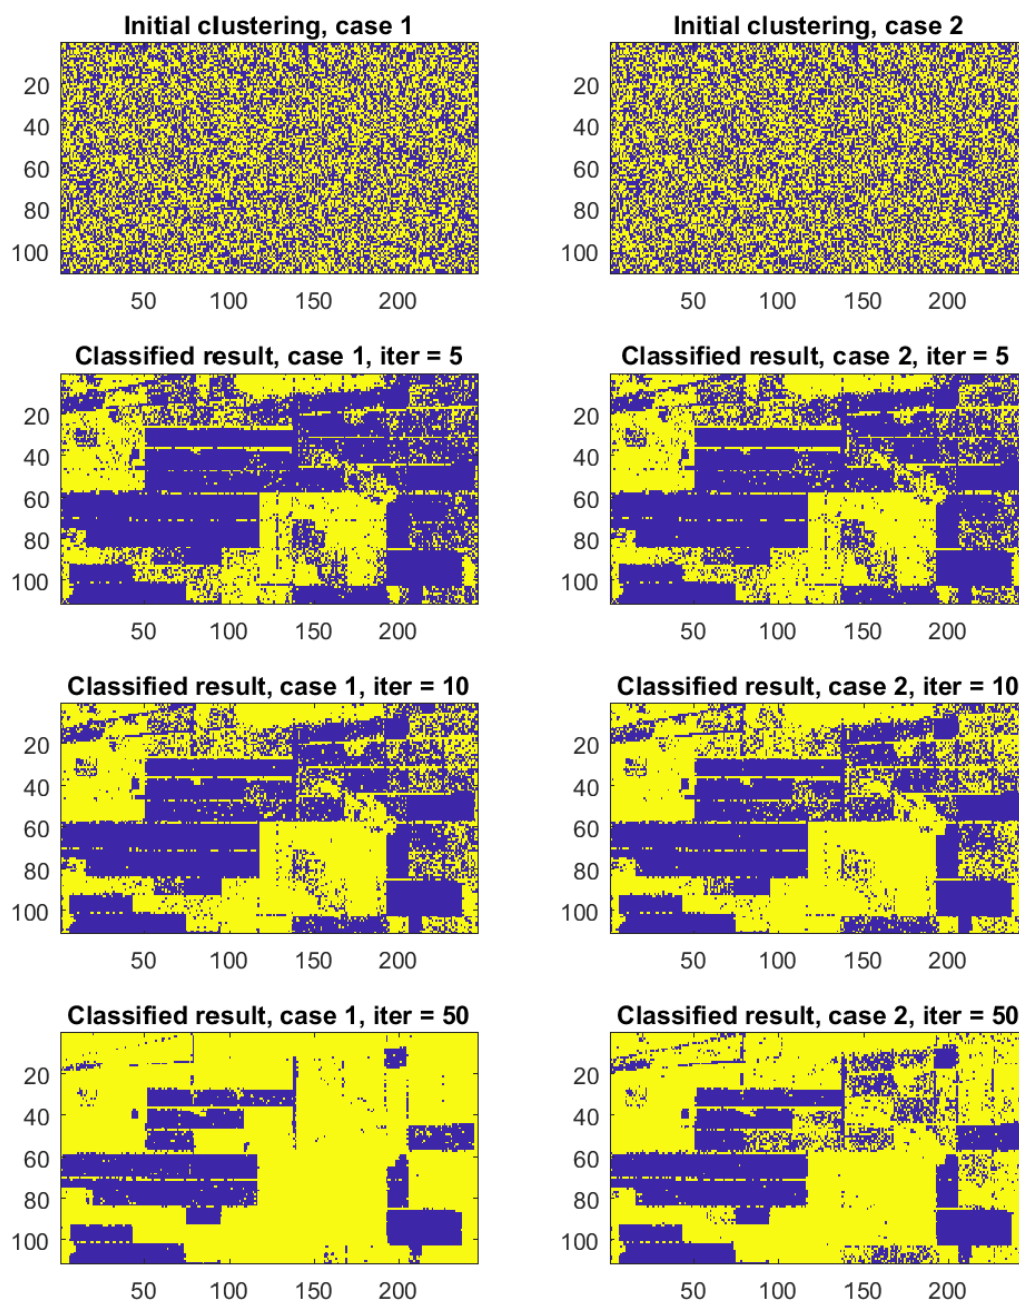 Initial clustering, case 1
Initial clustering, case 2
20
40
60
80
100
50 100 150 200
20
40
60
80
100
50 100 150 200
Classified result, case 1, iter = 5
Classified result, case 2, iter = 5
20
40
60
80
100
50 100 150 200
20
40
60
80
100
50 100 150 200
Classified result, case 1, iter = 10
Classified result, case 2, iter = 10
20
40
60
80
100
50 100 150 200
20
40
60
80
100
50 100 150 200
Classified result, case 1, iter = 50
Classified result, case 2, iter = 50
20
40
60
80
100
50 100 150 200
20
40
60
80
100
50 100 150 200